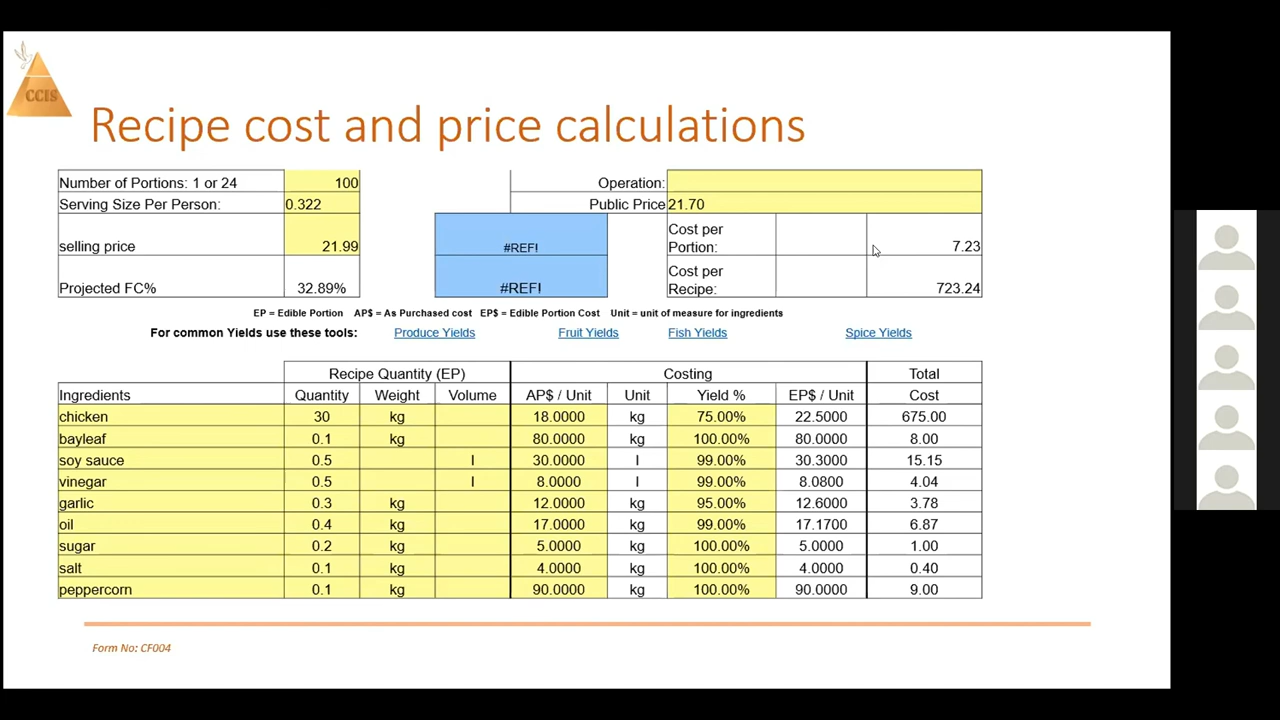 CCIS
Recipe cost and price calculations
Number of Portions: 1 or 24 100 Operation:
Serving Size Per Person: 0.322 Public Price 21.70
selling price 21.99 #REF! Cost per Portion: 7.23
Projected FC% 32.89% #REF! Cost per Recipe: 723.24
EP = Edible Portion AP$ = As Purchased cost EP$ = Edible Portion Cost Unit = unit of measure for ingredients
For common Yields use these tools: Produce Yields Fruit Yields Fish Yields Spice Yields
Recipe Quantity (EP) Costing Total
Ingredients Quantity Weight Volume AP$ / Unit Unit Yield % EP$ / Unit Cost
chicken 30 kg 18.0000 kg 75.00% 22.5000 675.00
bayleaf 0.1 kg 80.0000 kg 100.00% 80.0000 8.00
soy sauce 0.5 l 30.0000 l 99.00% 30.3000 15.15
vinegar 0.5 l 8.0000 l 99.00% 8.0800 4.04
garlic 0.3 kg 12.0000 kg 95.00% 12.6000 3.78
oil 0.4 kg 17.0000 kg 99.00% 17.1700 6.87
sugar 0.2 kg 5.0000 kg 100.00% 5.0000 1.00
salt 0.1 kg 4.0000 kg 100.00% 4.0000 0.40
peppercorn 0.1 kg 90.0000 kg 100.00% 90.0000 9.00
Form No: CF004